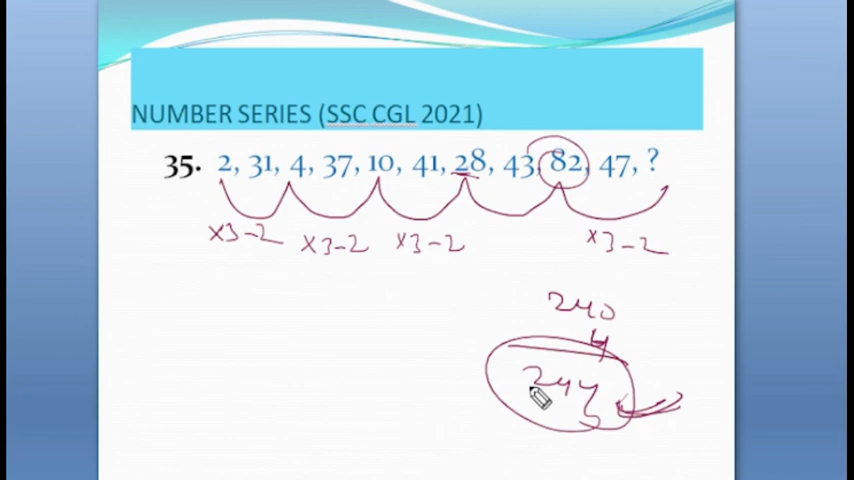 NUMBER SERIES (SSC CGL 2021)
35. 2, 31, 4, 37, 10, 41, 28, 43, 82, 47, ?
×3-2 ×3-2 ×3-2 ×3-2
240
4
244